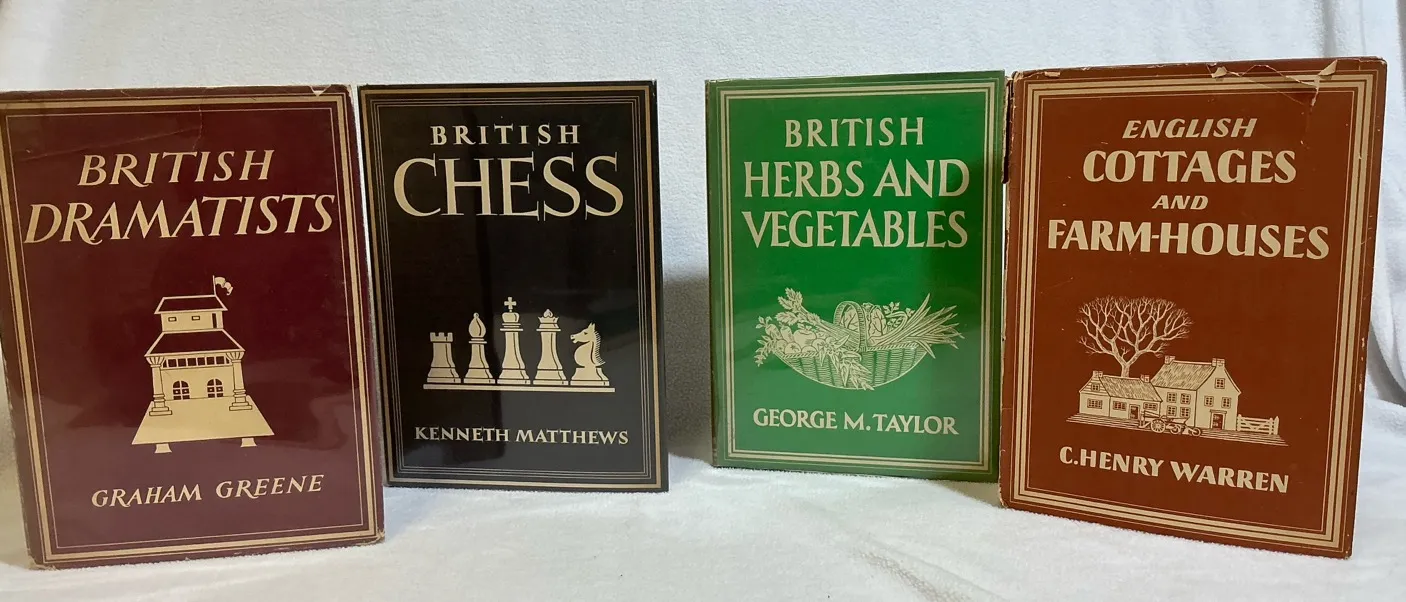 BRITISH
DRAMATISTS
GRAHAM GREENE
BRITISH
CHESS
KENNETH MATTHEWS
BRITISH
HERBS AND
VEGETABLES
GEORGE M. TAYLOR
ENGLISH
COTTAGES
AND
FARM-HOUSES
C. HENRY WARREN